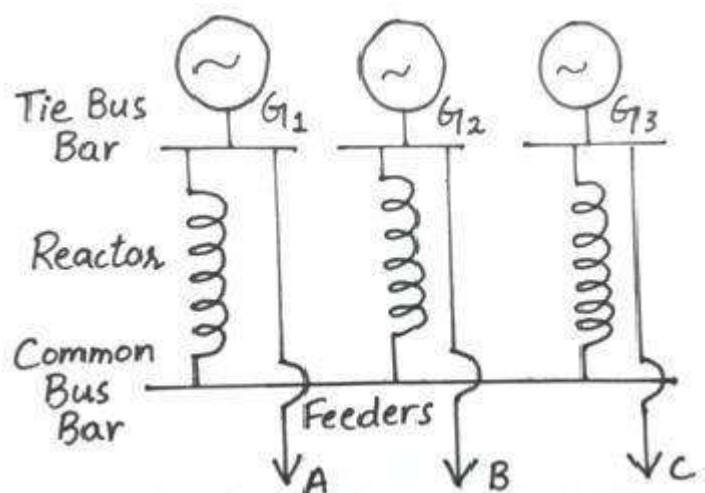 G1
G2
G3
Tie Bus
Bar
Reactor
Common
Bus
Bar
Feeders
A
B
C